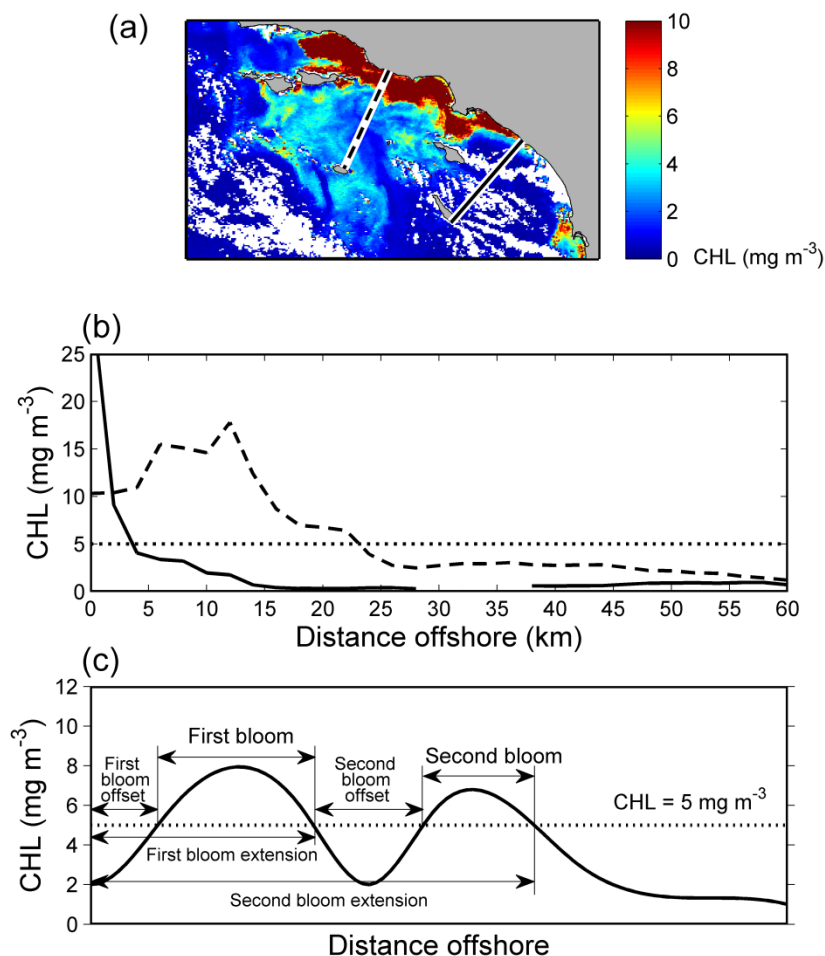 (a)
10
8
6
4
2
0
CHL (mg m⁻³)
(b)
25
20
15
10
5
0
CHL (mg m⁻³)
0 5 10 15 20 25 30 35 40 45 50 55 60
Distance offshore (km)
(c)
12
10
8
6
4
2
0
CHL (mg m⁻³)
First bloom
First
bloom
offset
Second
bloom
offset
Second bloom
CHL = 5 mg m⁻³
First bloom extension
Second bloom extension
Distance offshore